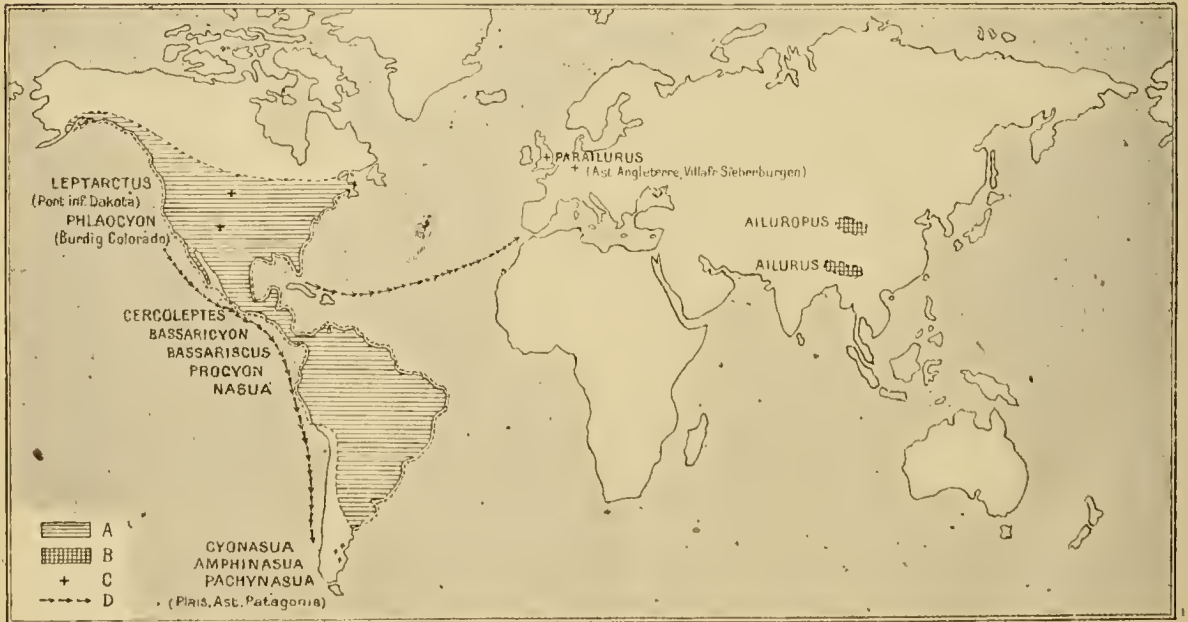 LEPTARCTUS
(Pont inf. Dakota)
PHLAOCYON
(Burdig Colorado)
CERCOLEPTES
BASSARICYON
BASSARISCUS
PROCYON
NASUA
CYONASUA
AMPHINASUA
PACHYNASUA
(Plais, Ast. Patagonia)
PARAILURUS
(Ast Angleterre, Villafr Siebenburgen)
AILUROPUS
AILURUS
A
B
C
D